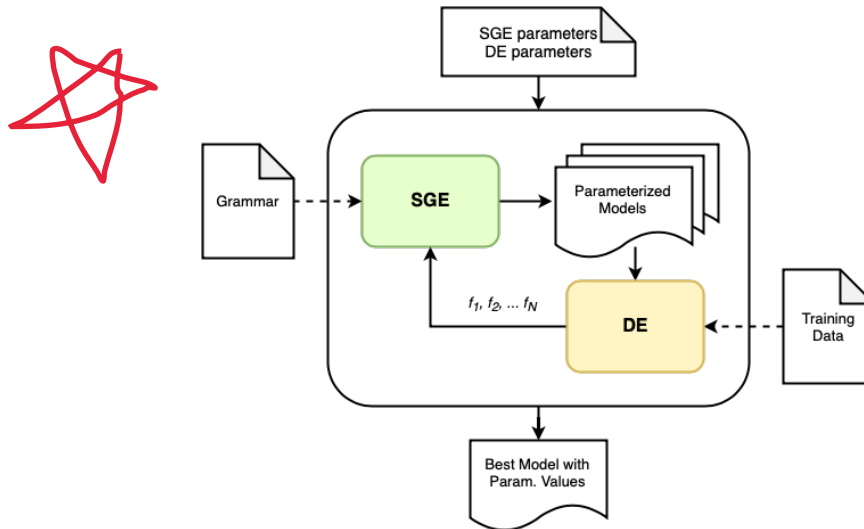 SGE parameters
DE parameters
Grammar
SGE
Parameterized
Models
f1, f2, ... fN
DE
Training
Data
Best Model with
Param. Values